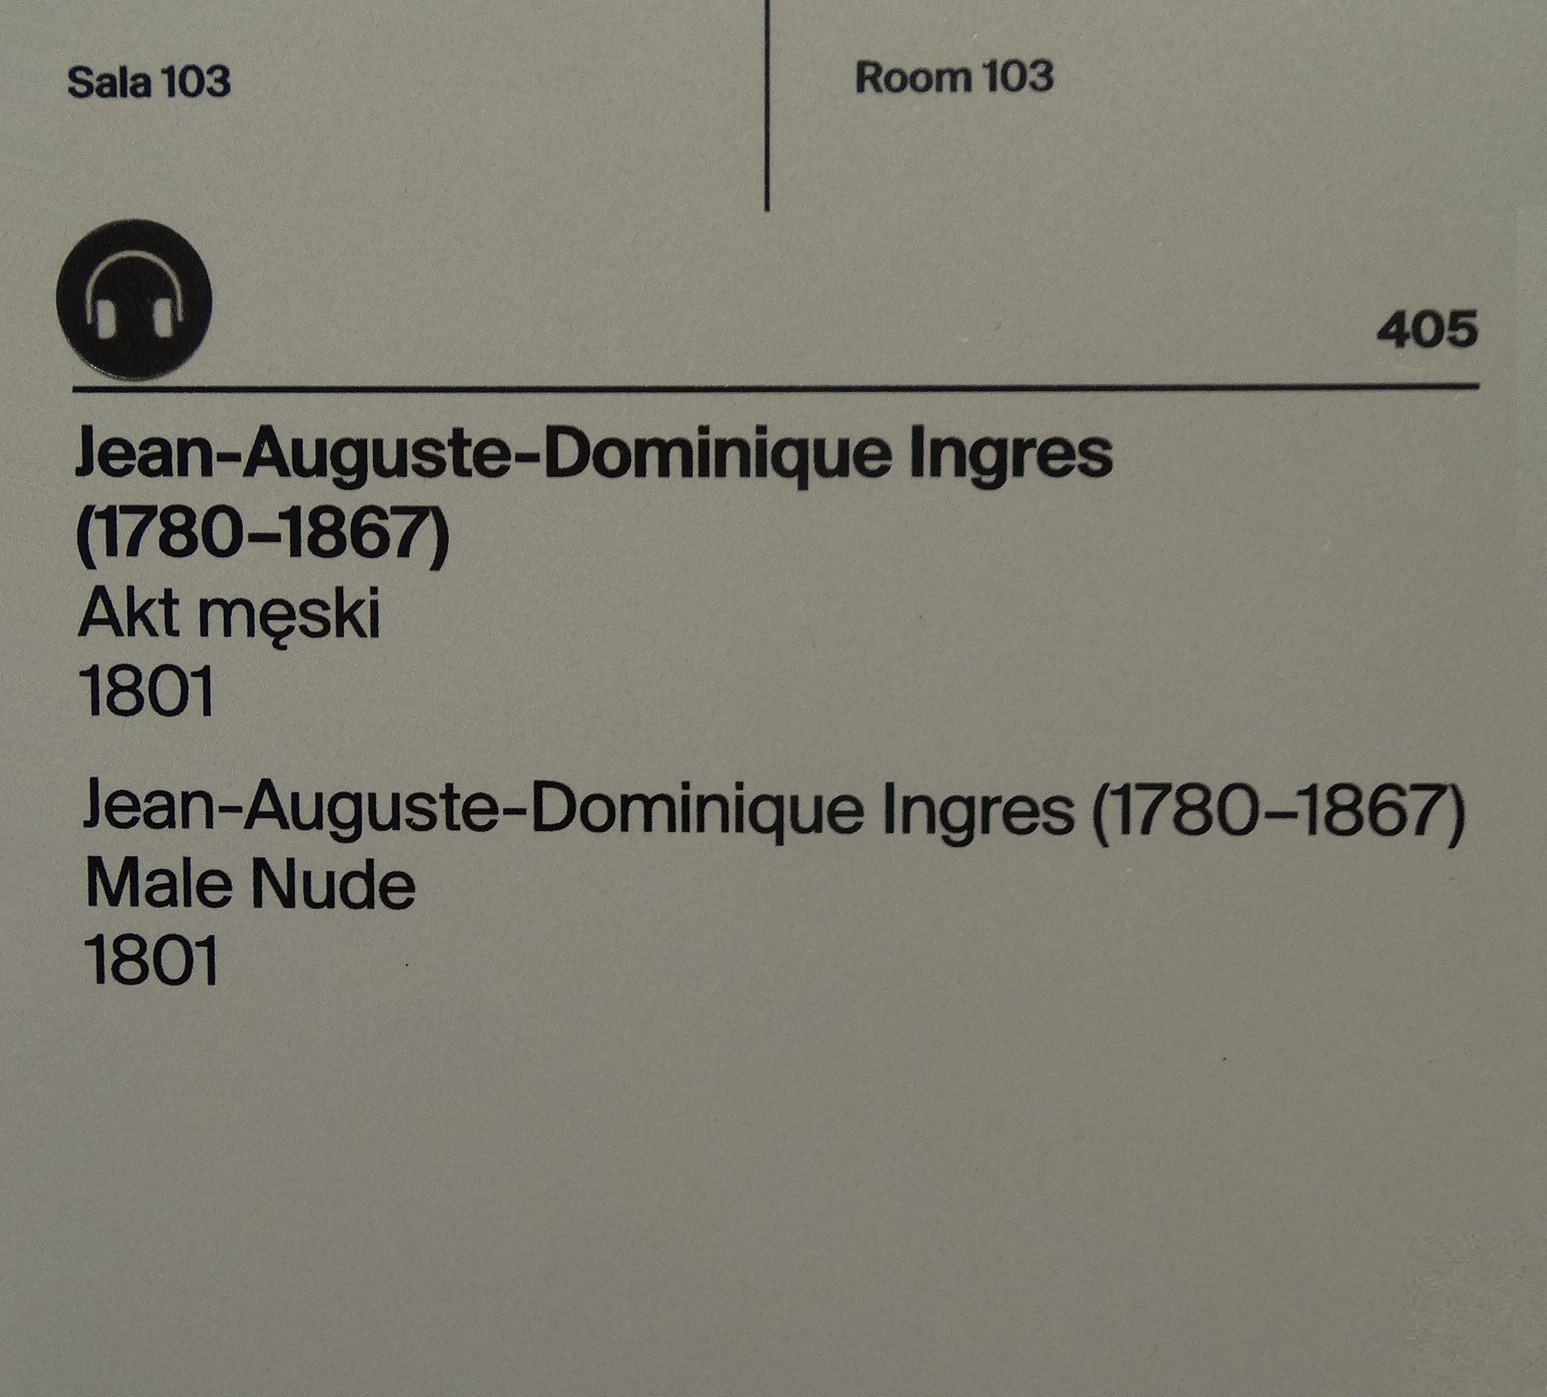 Sala 103
Room 103
405
Jean-Auguste-Dominique Ingres
(1780–1867)
Akt męski
1801
Jean-Auguste-Dominique Ingres (1780–1867)
Male Nude
1801